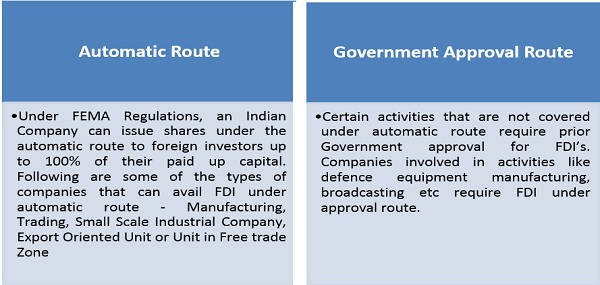 Automatic Route
•Under FEMA Regulations, an Indian
Company can issue shares under the
automatic route to foreign investors up
to 100% of their paid up capital.
Following are some of the types of
companies that can avail FDI under
automatic route - Manufacturing,
Trading, Small Scale Industrial Company,
Export Oriented Unit or Unit in Free trade
Zone
Government Approval Route
•Certain activities that are not covered
under automatic route require prior
Government approval for FDI's.
Companies involved in activities like
defence equipment manufacturing,
broadcasting etc require FDI under
approval route.